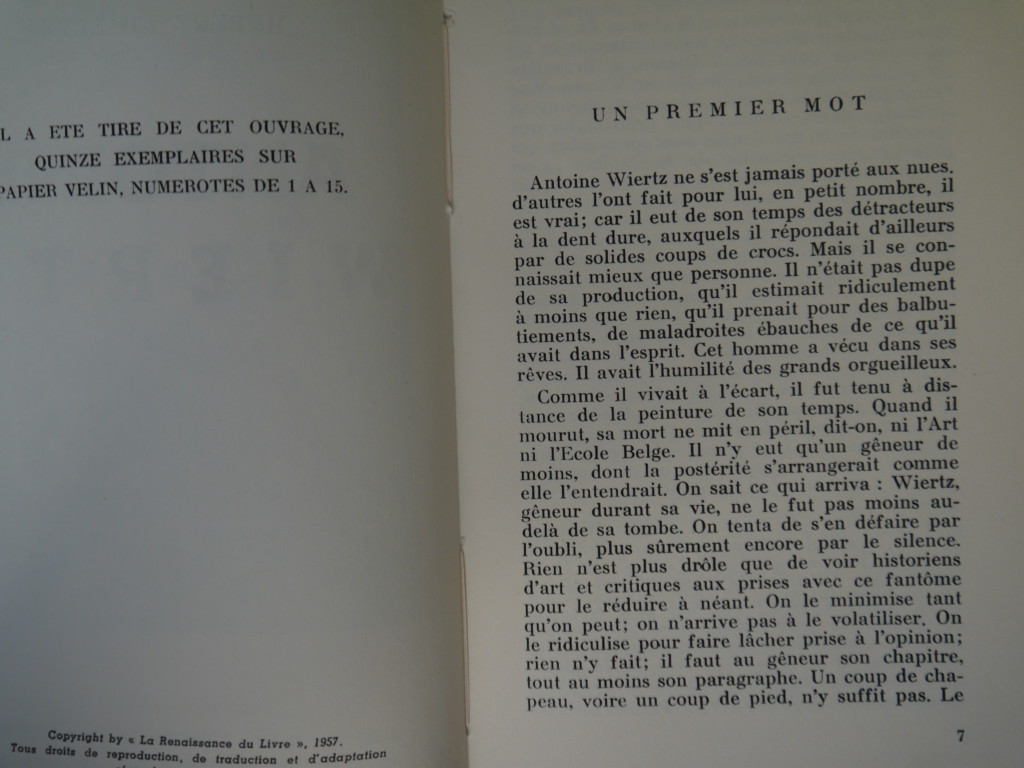 L A ETE TIRE DE CET OUVRAGE,
QUINZE EXEMPLAIRES SUR
PAPIER VELIN, NUMEROTES DE 1 A 15.
Copyright by « La Renaissance du Livre », 1957.
Tous droits de reproduction, de traduction et d'adaptation
UN PREMIER MOT
Antoine Wiertz ne s'est jamais porté aux nues.
d'autres l'ont fait pour lui, en petit nombre, il
est vrai; car il eut de son temps des détracteurs
à la dent dure, auxquels il répondait d'ailleurs
par de solides coups de crocs. Mais il se con-
naissait mieux que personne. Il n'était pas dupe
de sa production, qu'il estimait ridiculement
à moins que rien, qu'il prenait pour des balbu-
tiements, de maladroites ébauches de ce qu'il
avait dans l'esprit. Cet homme a vécu dans ses
rêves. Il avait l'humilité des grands orgueilleux.
Comme il vivait à l'écart, il fut tenu à dis-
tance de la peinture de son temps. Quand il
mourut, sa mort ne mit en péril, dit-on, ni l'Art
ni l'Ecole Belge. Il n'y eut qu'un gêneur de
moins, dont la postérité s'arrangerait comme
elle l'entendrait. On sait ce qui arriva : Wiertz,
gêneur durant sa vie, ne le fut pas moins au-
delà de sa tombe. On tenta de s'en défaire par
l'oubli, plus sûrement encore par le silence.
Rien n'est plus drôle que de voir historiens
d'art et critiques aux prises avec ce fantôme
pour le réduire à néant. On le minimise tant
qu'on peut; on n'arrive pas à le volatiliser. On
le ridiculise pour faire lâcher prise à l'opinion;
rien n'y fait; il faut au gêneur son chapitre,
tout au moins son paragraphe. Un coup de cha-
peau, voire un coup de pied, n'y suffit pas. Le
7